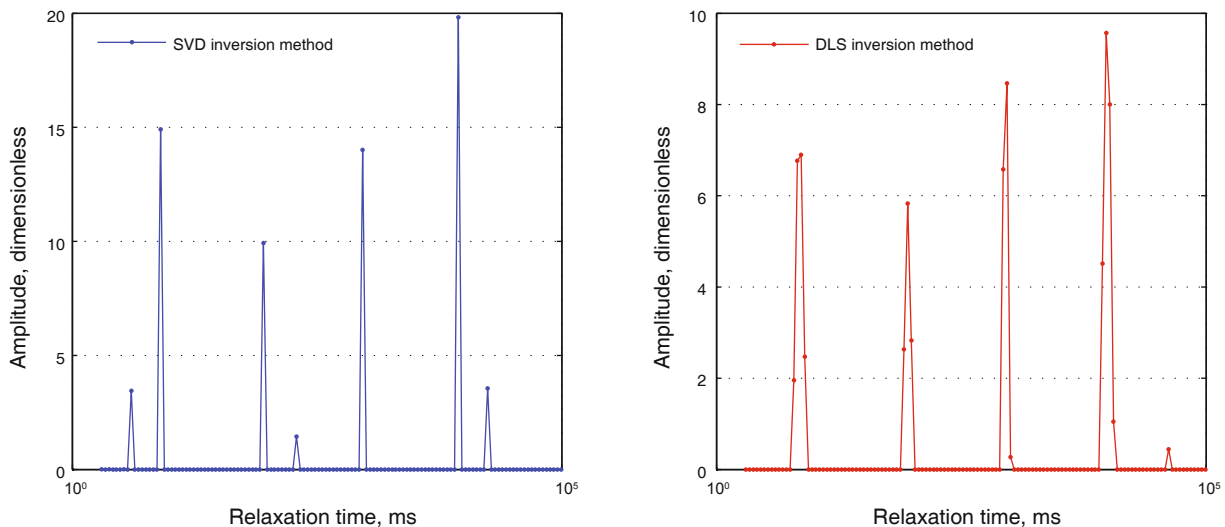 SVD inversion method
20
15
10
5
0
10⁰
10⁵
Amplitude, dimensionless
Relaxation time, ms
DLS inversion method
10
8
6
4
2
0
10⁰
10⁵
Amplitude, dimensionless
Relaxation time, ms